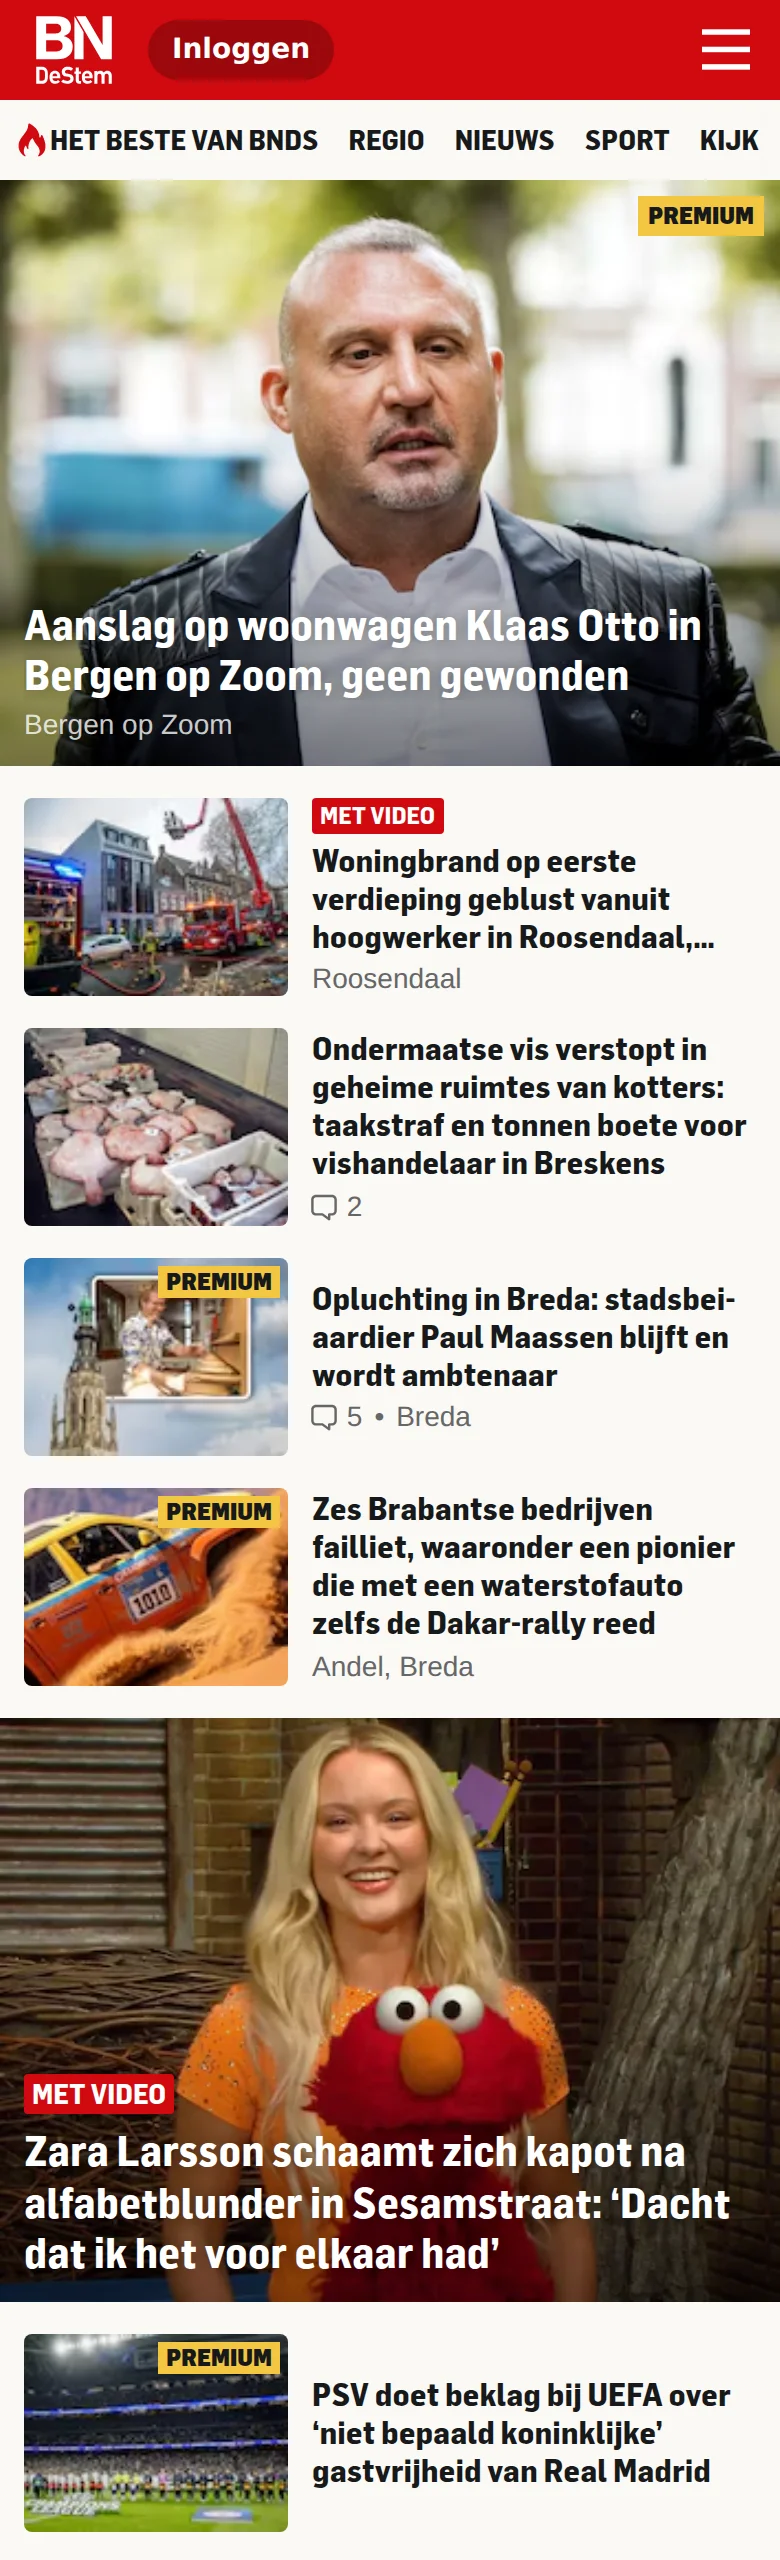 BN
DeStem
Inloggen
HET BESTE VAN BNDS REGIO NIEUWS SPORT KIJK
PREMIUM
Aanslag op woonwagen Klaas Otto in
Bergen op Zoom, geen gewonden
Bergen op Zoom
MET VIDEO
Woningbrand op eerste
verdieping geblust vanuit
hoogwerker in Roosendaal,...
Roosendaal
Ondermaatse vis verstopt in
geheime ruimtes van kotters:
taakstraf en tonnen boete voor
vishandelaar in Breskens
2
PREMIUM
Opluchting in Breda: stadsbei-
aardier Paul Maassen blijft en
wordt ambtenaar
5 • Breda
PREMIUM
1010
Zes Brabantse bedrijven
failliet, waaronder een pionier
die met een waterstofauto
zelfs de Dakar-rally reed
Andel, Breda
MET VIDEO
Zara Larsson schaamt zich kapot na
alfabetblunder in Sesamstraat: ‘Dacht
dat ik het voor elkaar had’
PREMIUM
CHAMPIONS
LEAGUE
PSV doet beklag bij UEFA over
‘niet bepaald koninklijke’
gastvrijheid van Real Madrid